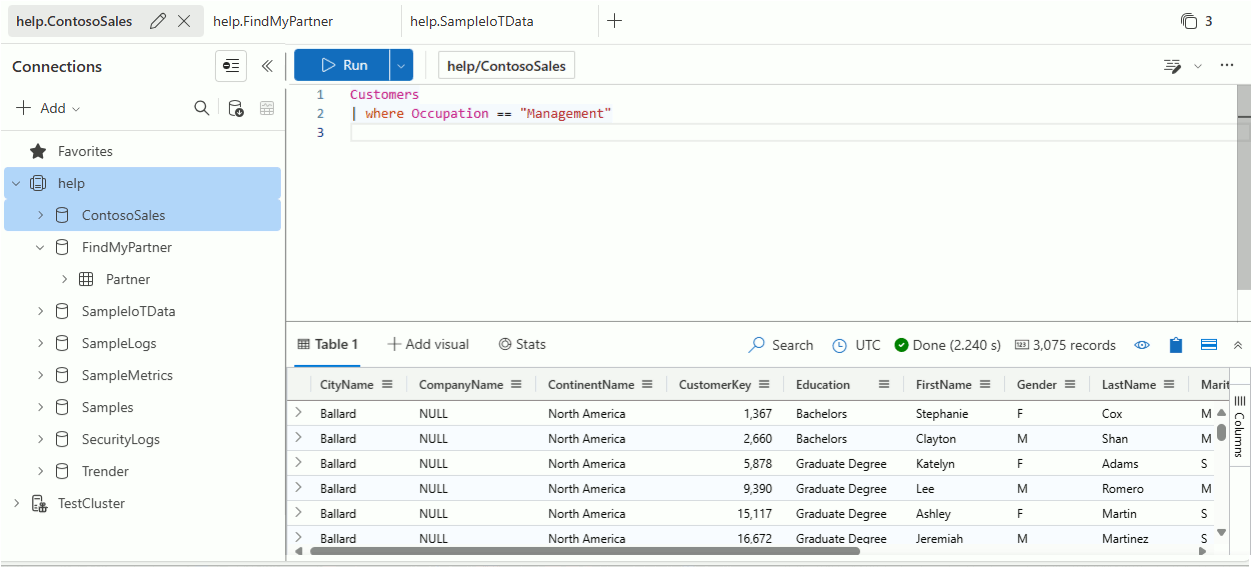 help.ContosoSales help.FindMyPartner help.SampleIoTData 3
Connections
Add
Favorites
help
ContosoSales
FindMyPartner
Partner
SampleIoTData
SampleLogs
SampleMetrics
Samples
SecurityLogs
Trender
TestCluster
Run help/ContosoSales
1 Customers
2 | where Occupation == "Management"
3
Table 1 Add visual Stats Search UTC Done (2.240 s) 123 3,075 records
CityName CompanyName ContinentName CustomerKey Education FirstName Gender LastName Marit
Ballard NULL North America 1,367 Bachelors Stephanie F Cox M
Ballard NULL North America 2,660 Bachelors Clayton M Shan M
Ballard NULL North America 5,878 Graduate Degree Katelyn F Adams S
Ballard NULL North America 9,390 Graduate Degree Lee M Romero M
Ballard NULL North America 15,117 Graduate Degree Ashley F Martin S
Ballard NULL North America 16,672 Graduate Degree Jeremiah M Martinez S
Columns